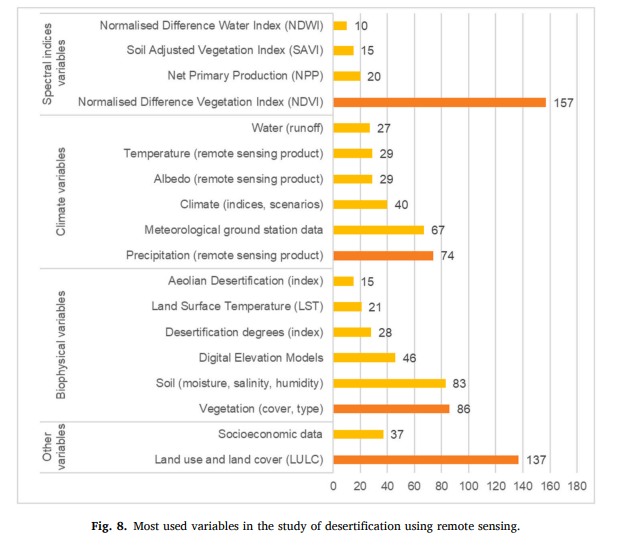 Spectral indices
variables
Normalised Difference Water Index (NDWI) 10
Soil Adjusted Vegetation Index (SAVI) 15
Net Primary Production (NPP) 20
Normalised Difference Vegetation Index (NDVI) 157
Climate variables
Water (runoff) 27
Temperature (remote sensing product) 29
Albedo (remote sensing product) 29
Climate (indices, scenarios) 40
Meteorological ground station data 67
Precipitation (remote sensing product) 74
Biophysical variables
Aeolian Desertification (index) 15
Land Surface Temperature (LST) 21
Desertification degrees (index) 28
Digital Elevation Models 46
Soil (moisture, salinity, humidity) 83
Vegetation (cover, type) 86
Other
variables
Socioeconomic data 37
Land use and land cover (LULC) 137
0 20 40 60 80 100 120 140 160 180
Fig. 8. Most used variables in the study of desertification using remote sensing.